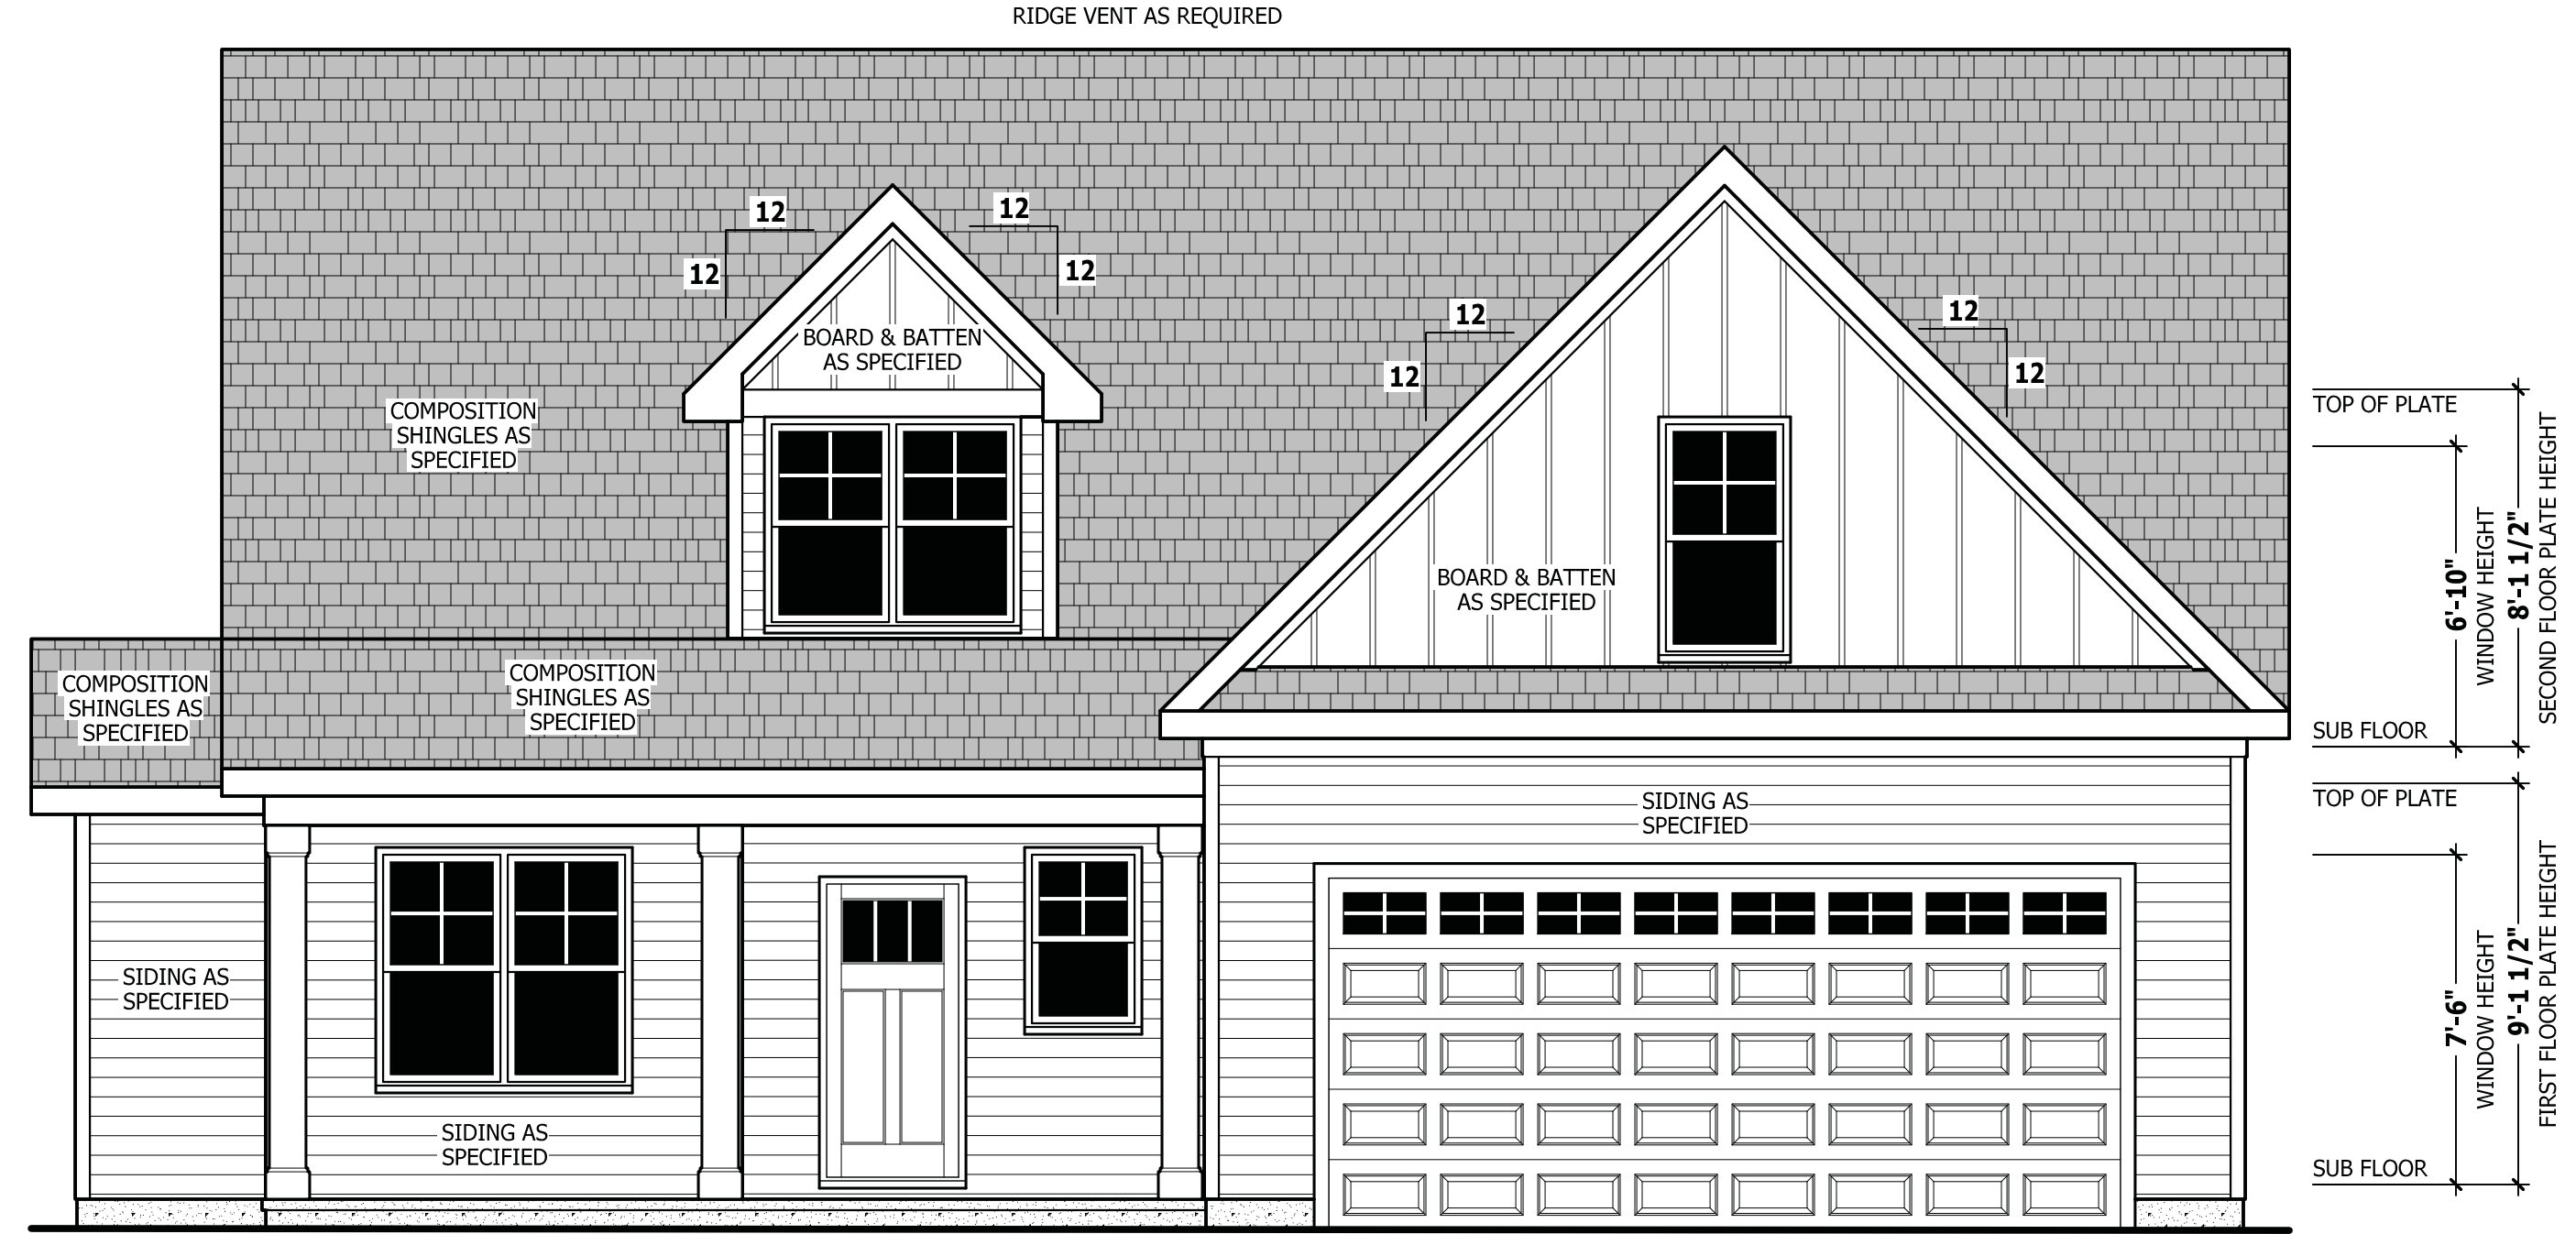 RIDGE VENT AS REQUIRED
12
12
12
12
BOARD & BATTEN
AS SPECIFIED
12
12
12
12
COMPOSITION
SHINGLES AS
SPECIFIED
BOARD & BATTEN
AS SPECIFIED
COMPOSITION
SHINGLES AS
SPECIFIED
COMPOSITION
SHINGLES AS
SPECIFIED
SIDING AS
SPECIFIED
SIDING AS
SPECIFIED
SIDING AS
SPECIFIED
TOP OF PLATE
6'-10"
WINDOW HEIGHT
8'-1 1/2"
SECOND FLOOR PLATE HEIGHT
SUB FLOOR
TOP OF PLATE
7'-6"
WINDOW HEIGHT
9'-1 1/2"
FIRST FLOOR PLATE HEIGHT
SUB FLOOR